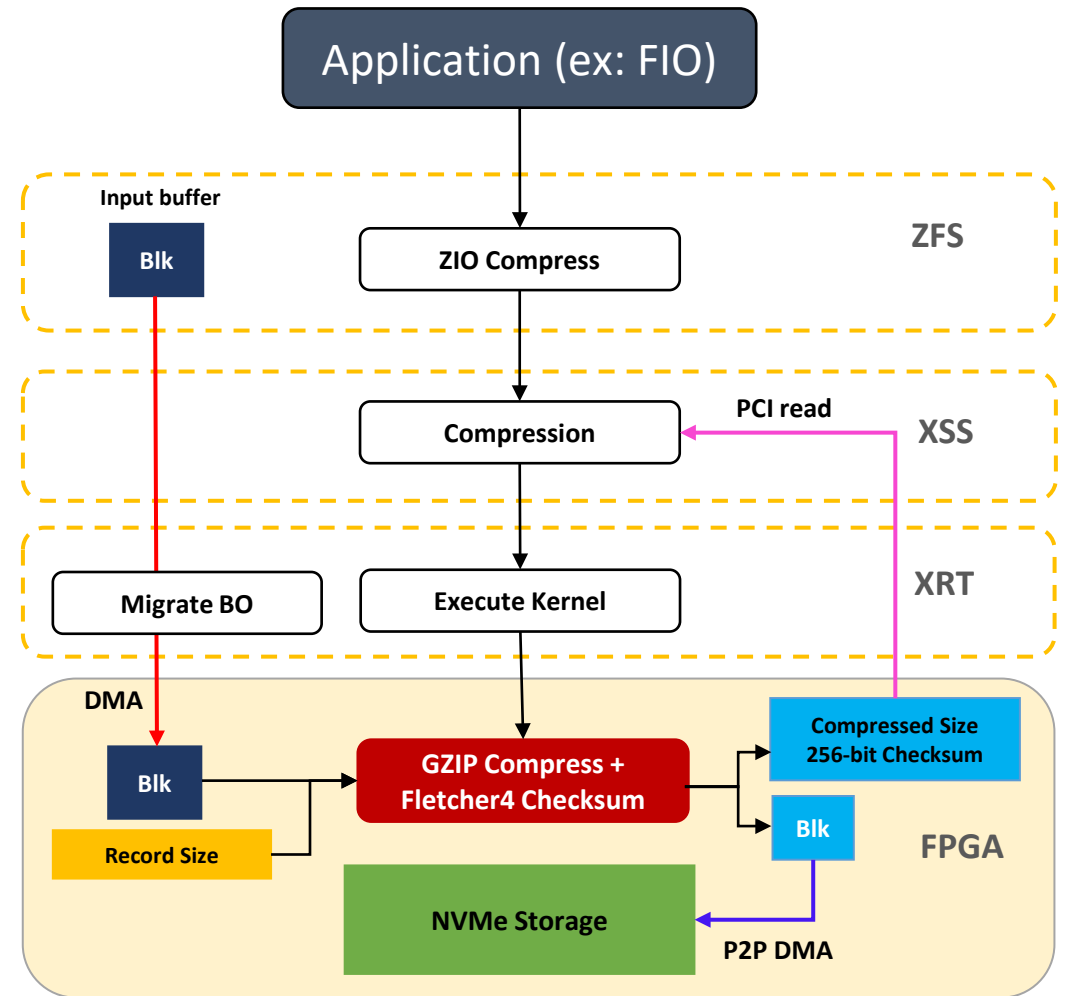 Application (ex: FIO)
Input buffer
Blk
ZIO Compress
ZFS
PCI read
Compression
XSS
Migrate BO
Execute Kernel
XRT
DMA
Blk
Record Size
GZIP Compress +
Fletcher4 Checksum
Compressed Size
256-bit Checksum
Blk
FPGA
NVMe Storage
P2P DMA